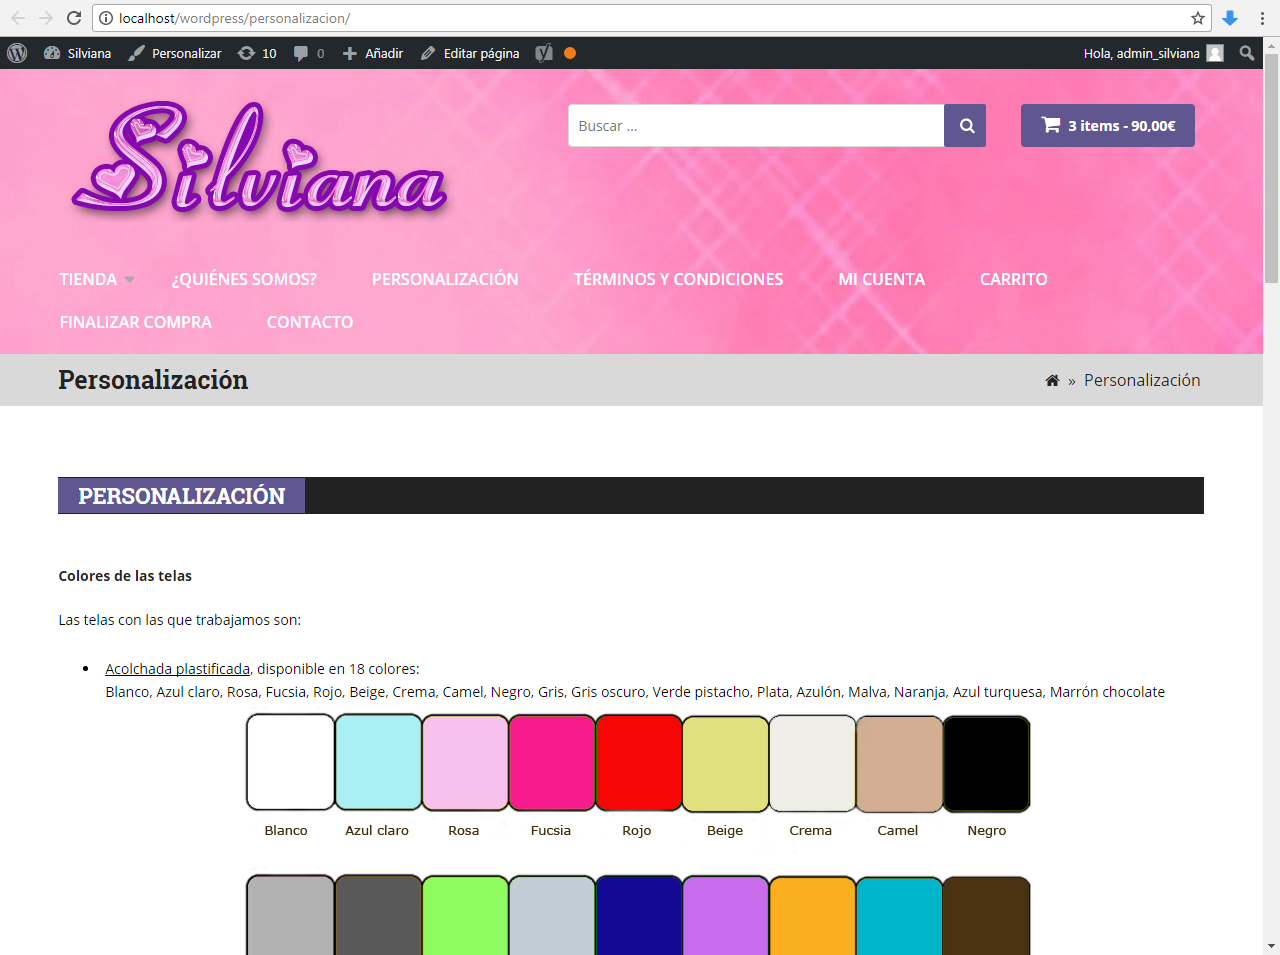 localhost/wordpress/personalizacion/
Silviana Personalizar 10 0 Añadir Editar página Hola, admin_silviana
Silviana
Buscar ...
3 items - 90,00€
TIENDA ¿QUIÉNES SOMOS? PERSONALIZACIÓN TÉRMINOS Y CONDICIONES MI CUENTA CARRITO
FINALIZAR COMPRA CONTACTO
Personalización » Personalización
PERSONALIZACIÓN
Colores de las telas
Las telas con las que trabajamos son:
Acolchada plastificada, disponible en 18 colores:
Blanco, Azul claro, Rosa, Fucsia, Rojo, Beige, Crema, Camel, Negro, Gris, Gris oscuro, Verde pistacho, Plata, Azulón, Malva, Naranja, Azul turquesa, Marrón chocolate
Blanco Azul claro Rosa Fucsia Rojo Beige Crema Camel Negro